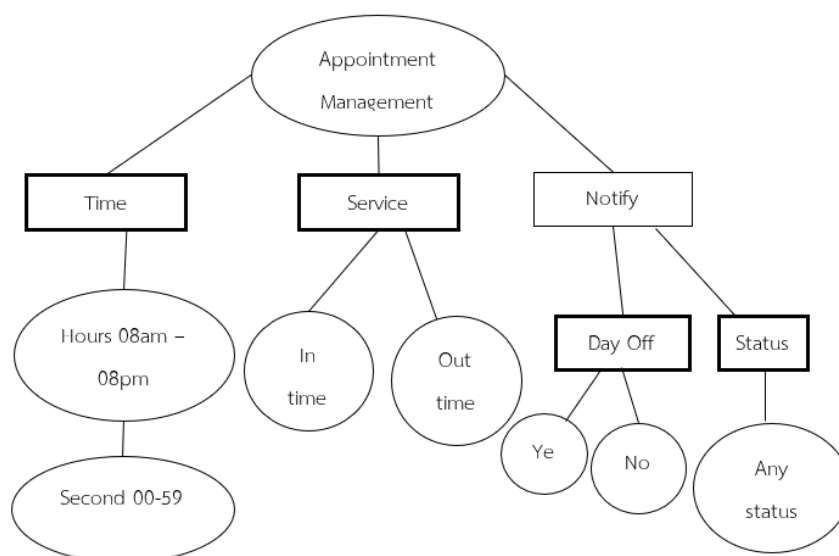 Appointment
Management
Time
Service
Notify
Hours 08am –
08pm
In
time
Out
time
Day Off
Status
Ye
No
Second 00-59
Any
status